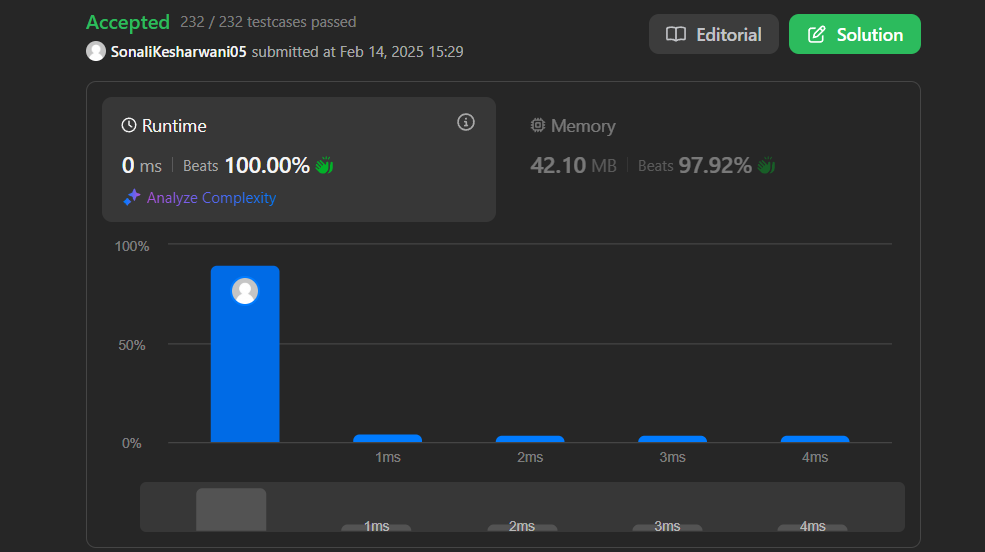 Accepted 232 / 232 testcases passed
SonaliKesharwani05 submitted at Feb 14, 2025 15:29
Editorial
Solution
Runtime
0 ms | Beats 100.00%
Analyze Complexity
Memory
42.10 MB | Beats 97.92%
100%
50%
0%
1ms 2ms 3ms 4ms
1ms 2ms 3ms 4ms